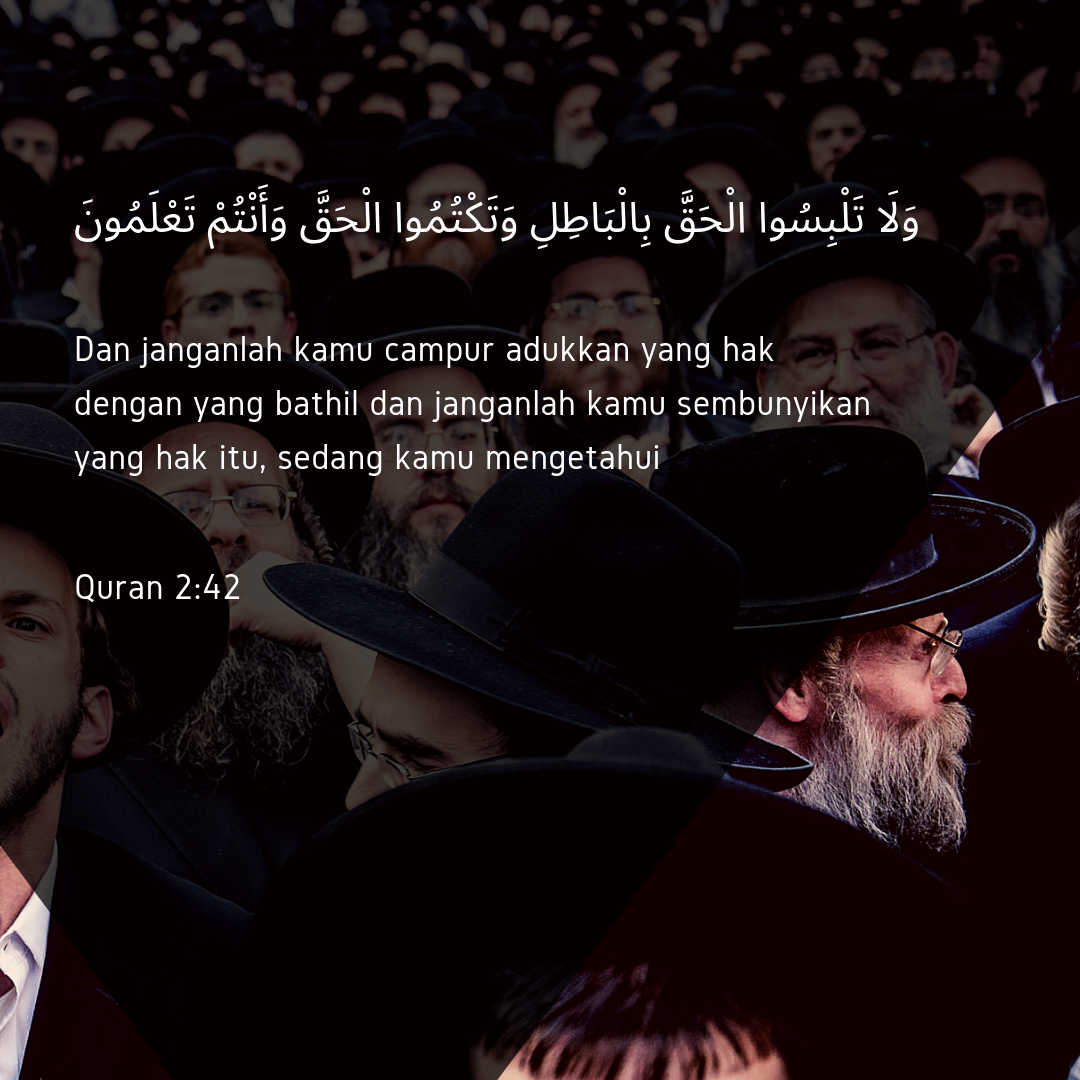 وَلَا تَلْبِسُوا الْحَقَّ بِالْبَاطِلِ وَتَكْتُمُوا الْحَقَّ وَأَنْتُمْ تَعْلَمُونَ
Dan janganlah kamu campur adukkan yang hak
dengan yang bathil dan janganlah kamu sembunyikan
yang hak itu, sedang kamu mengetahui
Quran 2:42